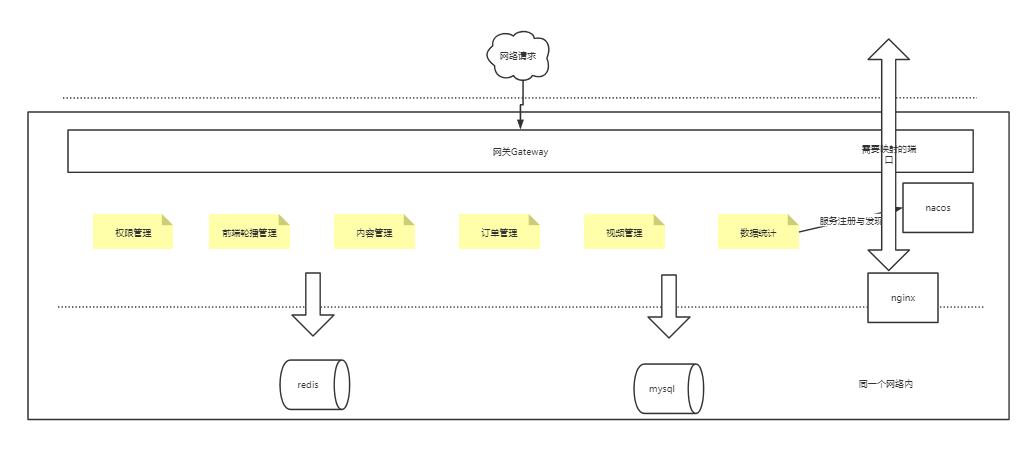 网络请求
网关Gateway
需要映射的端
口
nacos
服务注册与发现
权限管理
前端轮播管理
内容管理
订单管理
视频管理
数据统计
nginx
redis
mysql
同一个网络内